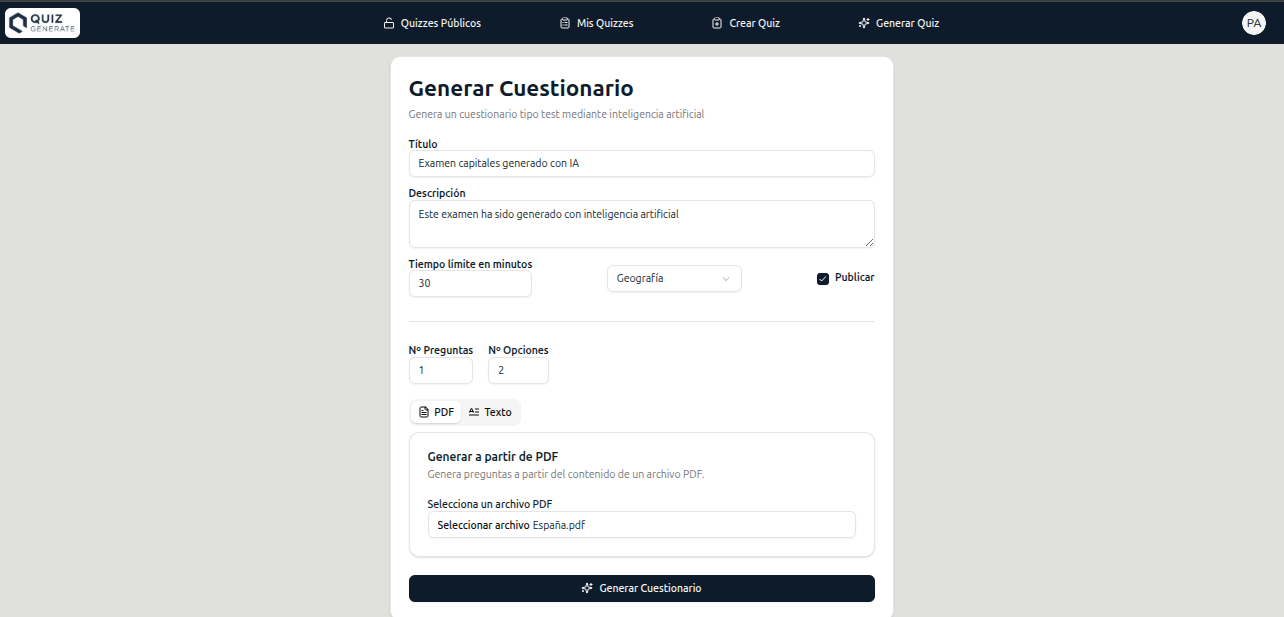 QUIZ
GENERATE
Quizzes Públicos
Mis Quizzes
Crear Quiz
Generar Quiz
PA
Generar Cuestionario
Genera un cuestionario tipo test mediante inteligencia artificial
Título
Examen capitales generado con IA
Descripción
Este examen ha sido generado con inteligencia artificial
Tiempo límite en minutos
30
Geografía
Publicar
Nº Preguntas
Nº Opciones
1
2
PDF
Texto
Generar a partir de PDF
Genera preguntas a partir del contenido de un archivo PDF.
Selecciona un archivo PDF
Seleccionar archivo España.pdf
Generar Cuestionario